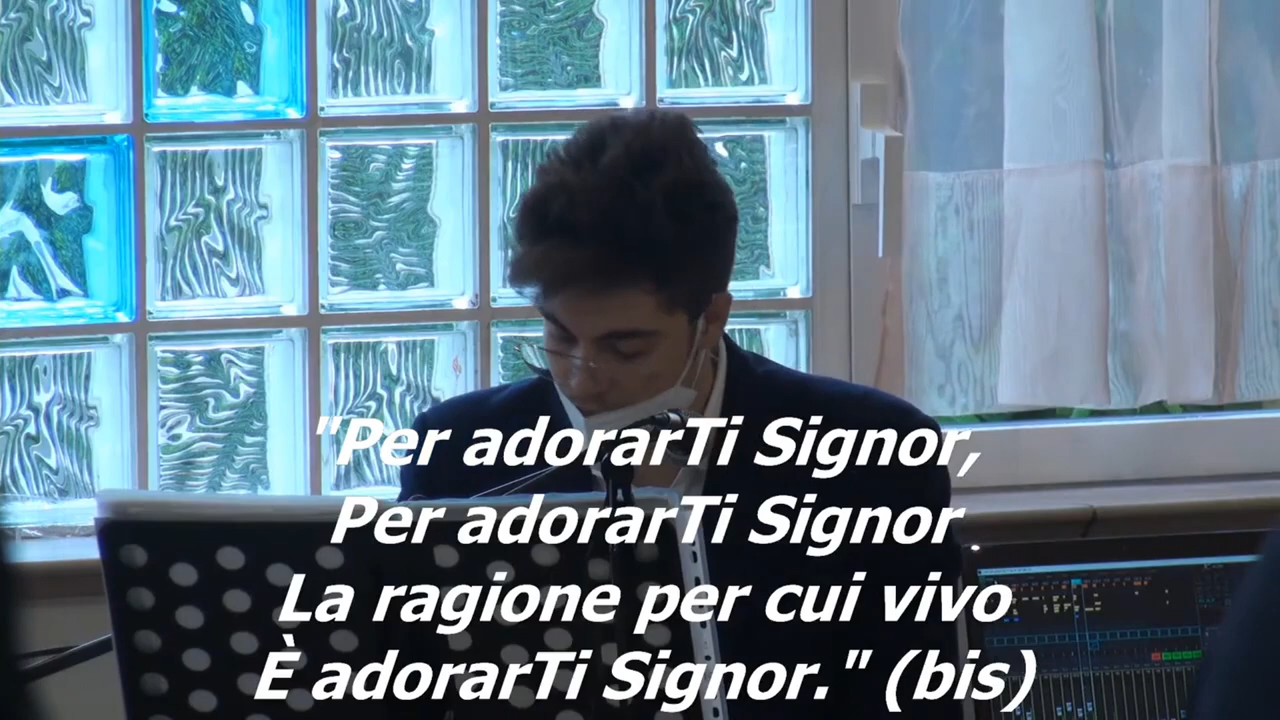 "Per adorarTi Signor,
Per adorarTi Signor
La ragione per cui vivo
È adorarTi Signor." (bis)